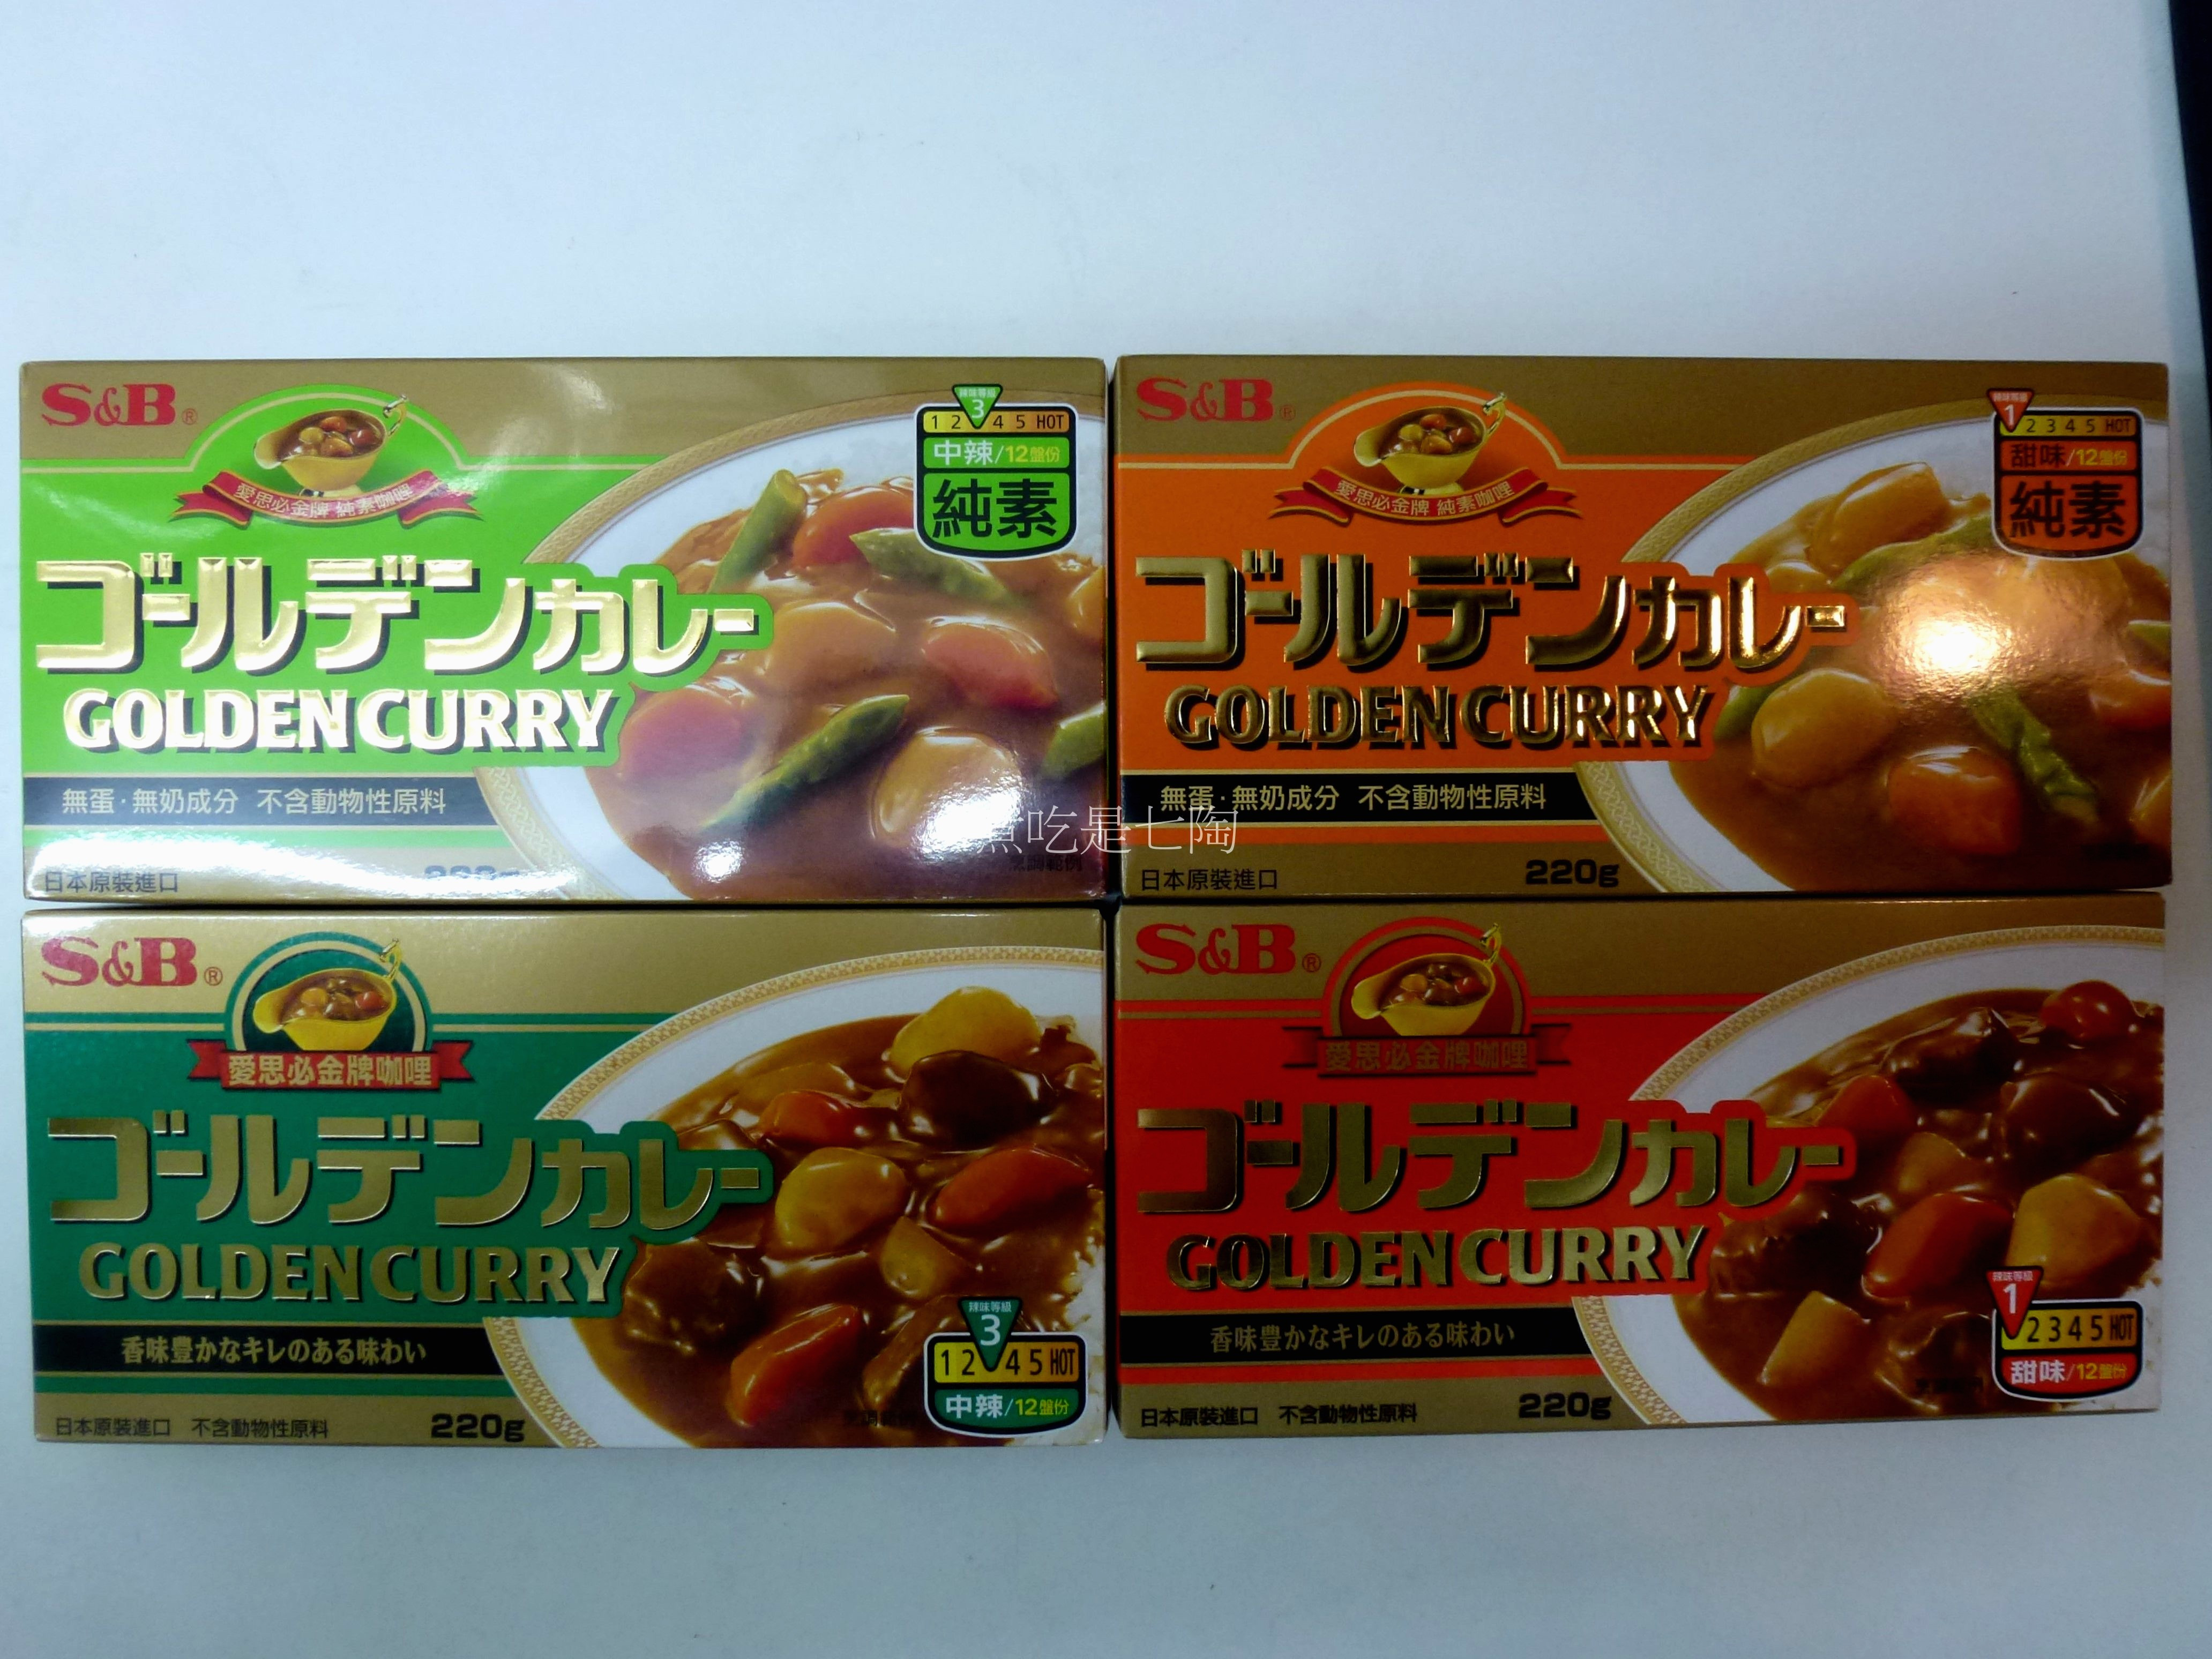 S&B®
愛思必金牌 純素咖哩
辣味等級
3
1 2 4 5 HOT
中辣/12盤份
純素
ゴールデンカレー
GOLDEN CURRY
無蛋·無奶成分 不含動物性原料
日本原裝進口
220g
烹調範例
S&B®
愛思必金牌 純素咖哩
辣味等級
1
2 3 4 5 HOT
甜味/12盤份
純素
ゴールデンカレー
GOLDEN CURRY
無蛋·無奶成分 不含動物性原料
日本原裝進口
220g
吃是七陶
S&B®
愛思必金牌咖哩
ゴールデンカレー
GOLDEN CURRY
香味豊かなキレのある味わい
辣味等級
3
1 2 4 5 HOT
中辣/12盤份
日本原裝進口 不含動物性原料
220g
S&B®
愛思必金牌咖哩
ゴールデンカレー
GOLDEN CURRY
香味豊かなキレのある味わい
辣味等級
1
2 3 4 5 HOT
甜味/12盤份
日本原裝進口 不含動物性原料
220g